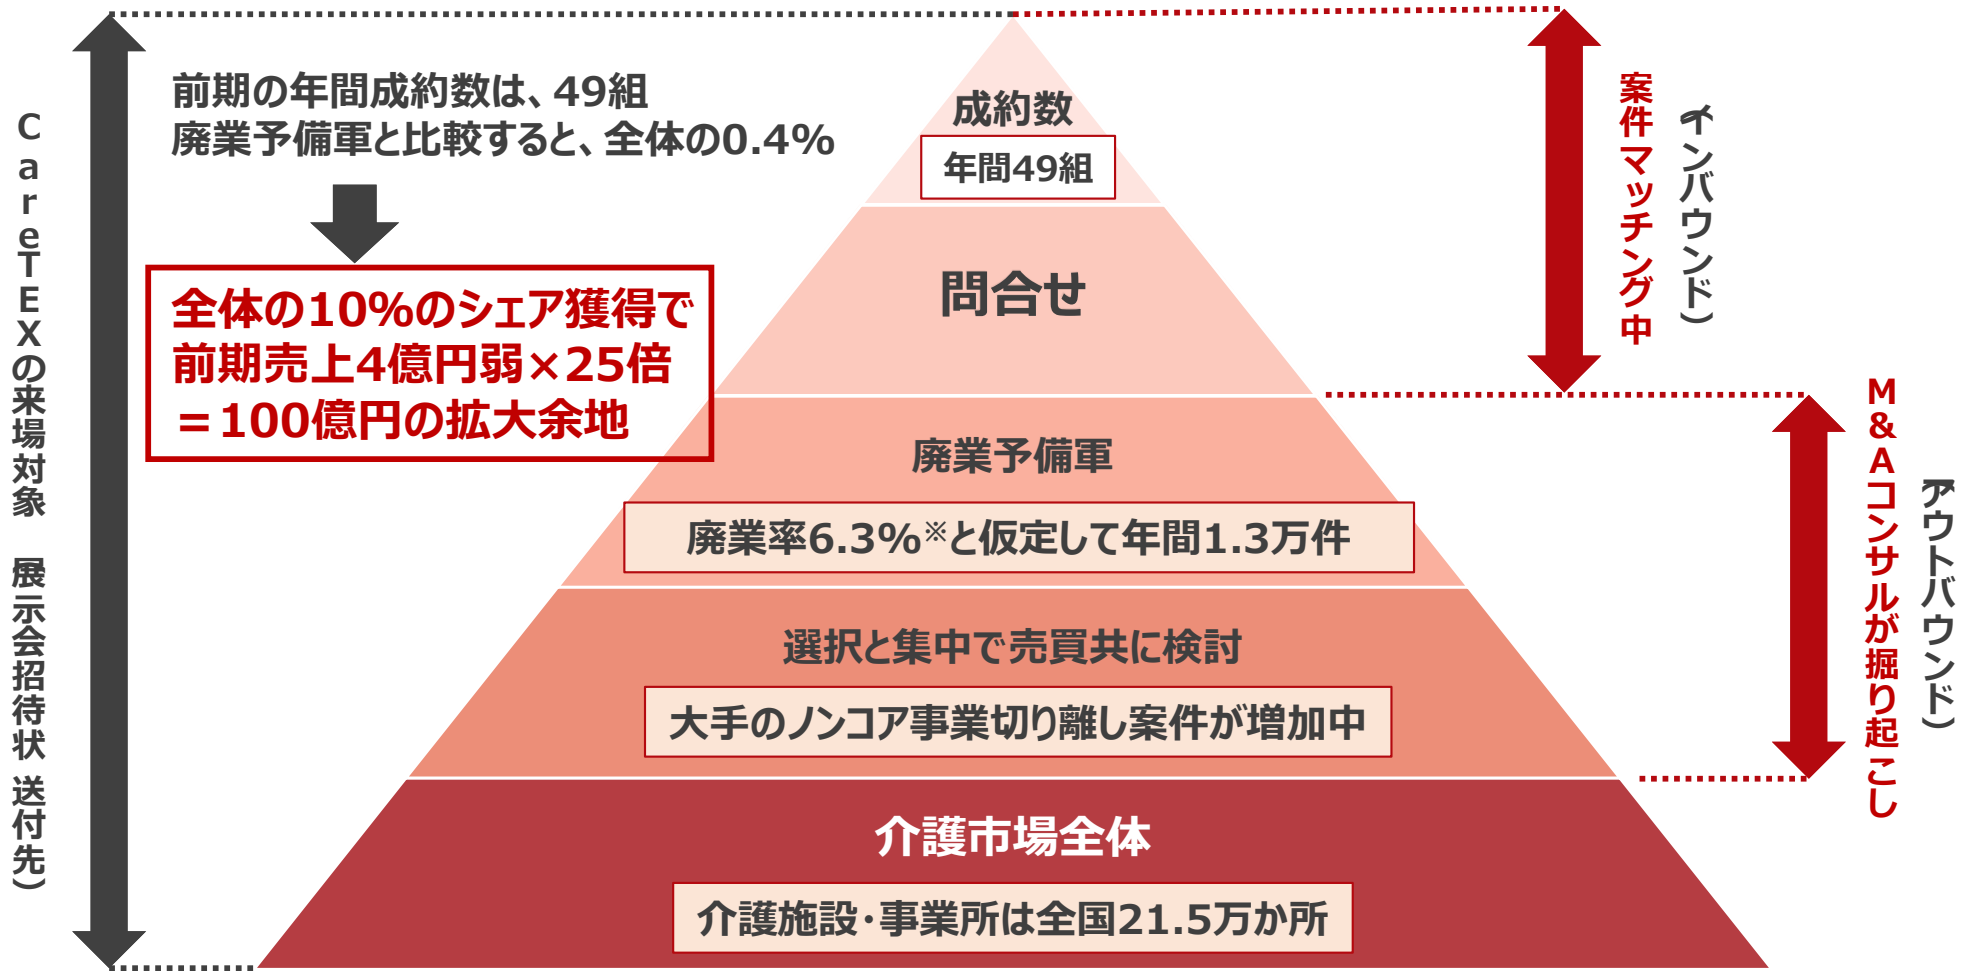 前期の年間成約数は、49組
廃業予備軍と比較すると、全体の0.4%
全体の10%のシェア獲得で
前期売上4億円弱×25倍
＝100億円の拡大余地
CareTEXの来場対象　展示会招待状送付先）
成約数
年間49組
問合せ
廃業予備軍
廃業率6.3%※と仮定して年間1.3万件
選択と集中で売買共に検討
大手のノンコア事業切り離し案件が増加中
介護市場全体
介護施設・事業所は全国21.5万か所
案件マッチング中
（インバウンド）
M&Aコンサルが掘り起こし
（アウトバウンド）